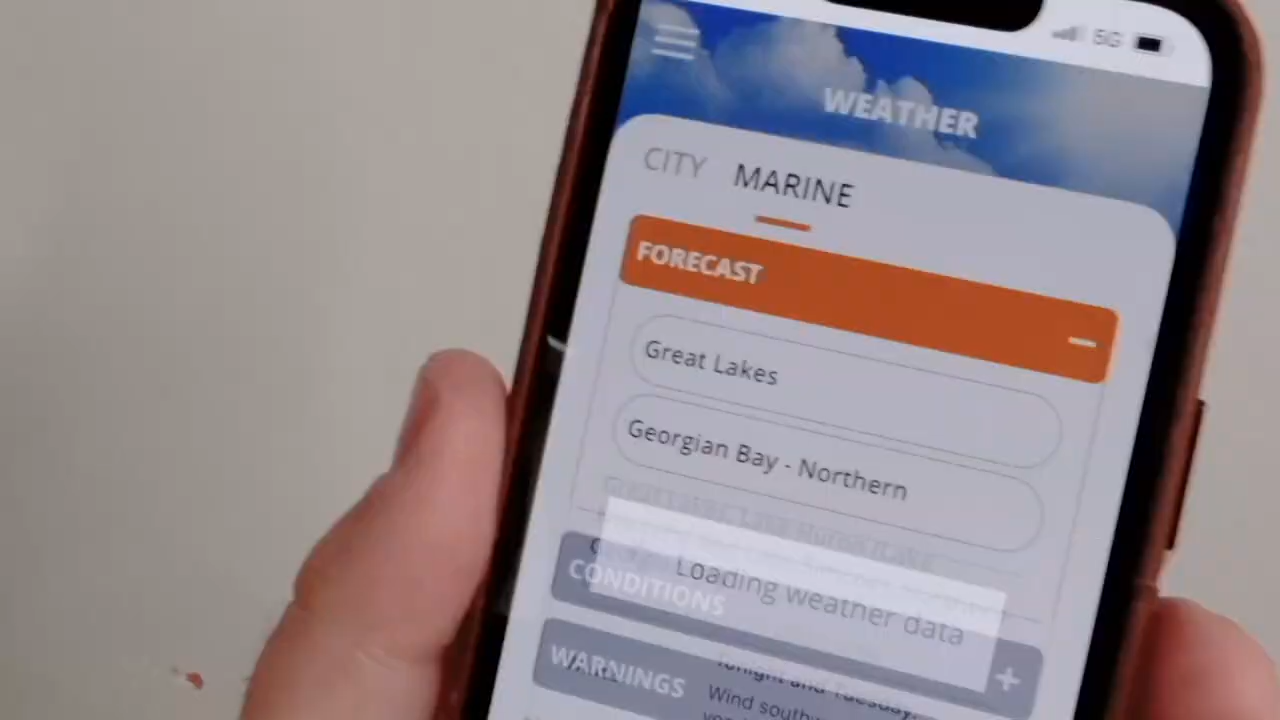 5G
WEATHER
CITY MARINE
FORECAST
Great Lakes
Georgian Bay - Northern
Loading weather data
CONDITIONS
WARNINGS
Tonight and Tuesday.
Wind